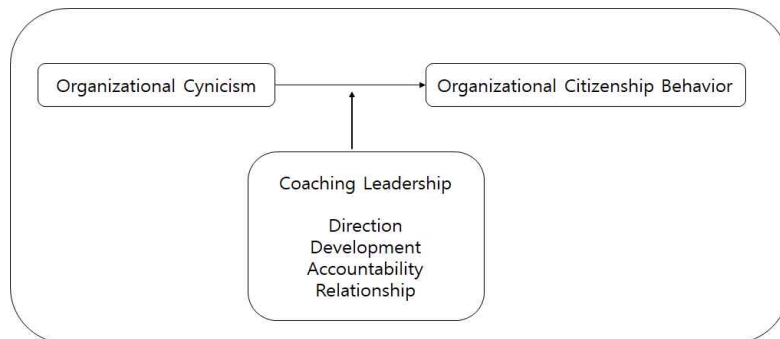 Organizational Cynicism
Organizational Citizenship Behavior
Coaching Leadership
Direction
Development
Accountability
Relationship